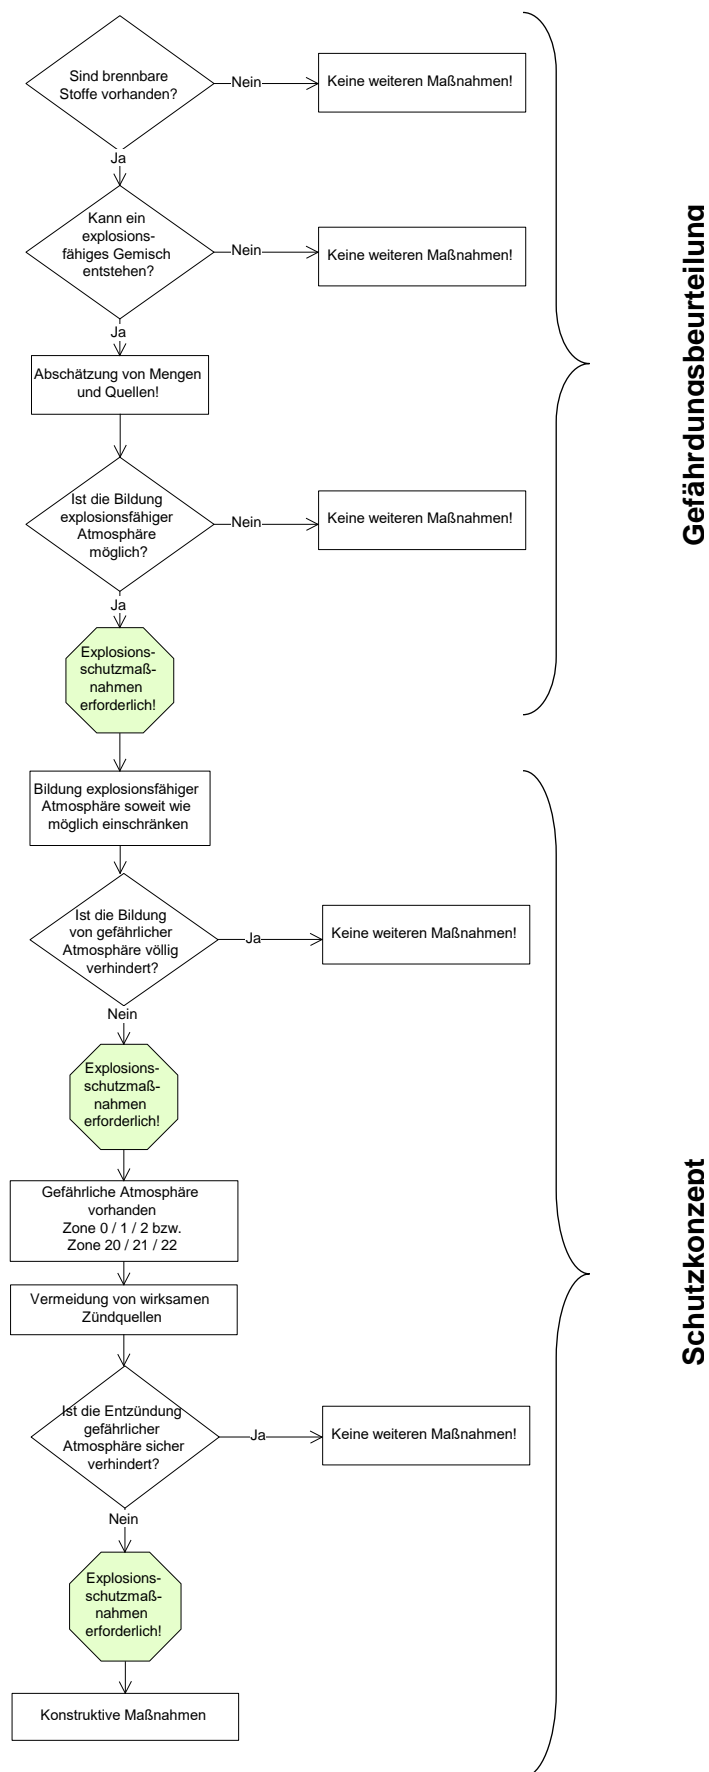 Sind brennbare
Stoffe vorhanden?
Nein
Keine weiteren Maßnahmen!
Ja
Kann ein
explosions-
fähiges Gemisch
entstehen?
Nein
Keine weiteren Maßnahmen!
Ja
Abschätzung von Mengen
und Quellen!
Ist die Bildung
explosionsfähiger
Atmosphäre
möglich?
Nein
Keine weiteren Maßnahmen!
Ja
Explosions-
schutzmaß-
nahmen
erforderlich!
Gefährdungsbeurteilung
Bildung explosionsfähiger
Atmosphäre soweit wie
möglich einschränken
Ist die Bildung
von gefährlicher
Atmosphäre völlig
verhindert?
Ja
Keine weiteren Maßnahmen!
Nein
Explosions-
schutzmaß-
nahmen
erforderlich!
Gefährliche Atmosphäre
vorhanden
Zone 0 / 1 / 2 bzw.
Zone 20 / 21 / 22
Vermeidung von wirksamen
Zündquellen
Ist die Entzündung
gefährlicher
Atmosphäre sicher
verhindert?
Ja
Keine weiteren Maßnahmen!
Nein
Explosions-
schutzmaß-
nahmen
erforderlich!
Konstruktive Maßnahmen
Schutzkonzept